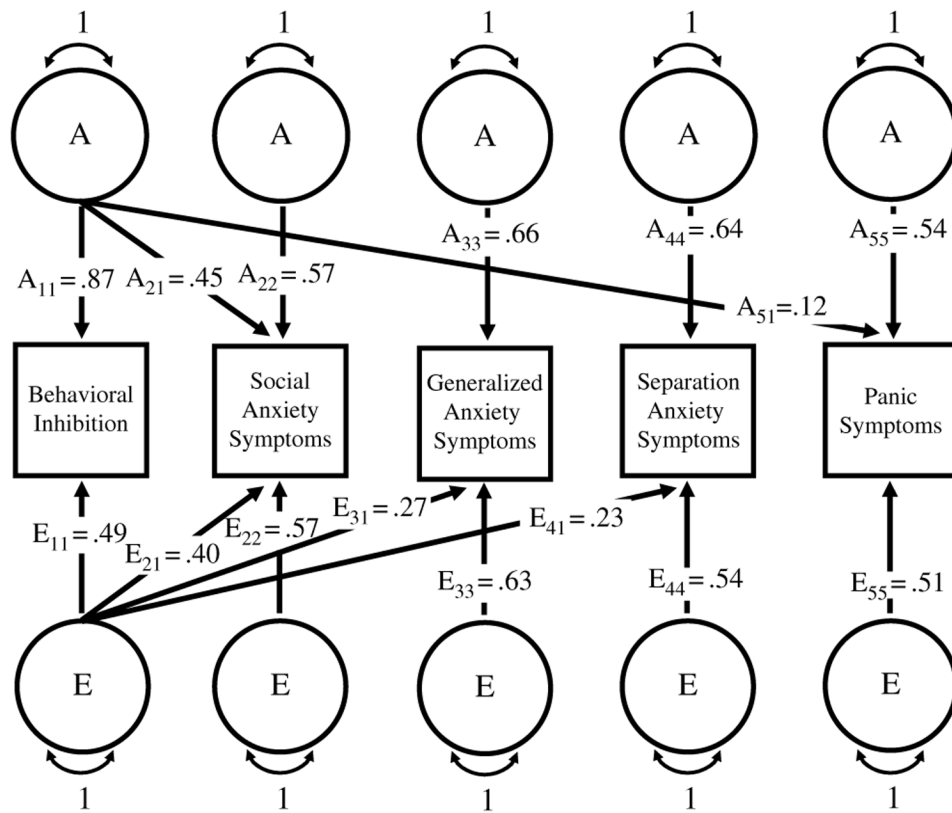 1 1 1 1 1
A A A A A
A₃₃ = .66 A₄₄ = .64 A₅₅ = .54
A₁₁ = .87 A₂₁ = .45 A₂₂ = .57
A₅₁ = .12
Behavioral
Inhibition
Social
Anxiety
Symptoms
Generalized
Anxiety
Symptoms
Separation
Anxiety
Symptoms
Panic
Symptoms
E₃₁ = .27
E₄₁ = .23
E₁₁ = .49 E₂₁ = .40 E₂₂ = .57
E₃₃ = .63 E₄₄ = .54 E₅₅ = .51
E E E E E
1 1 1 1 1